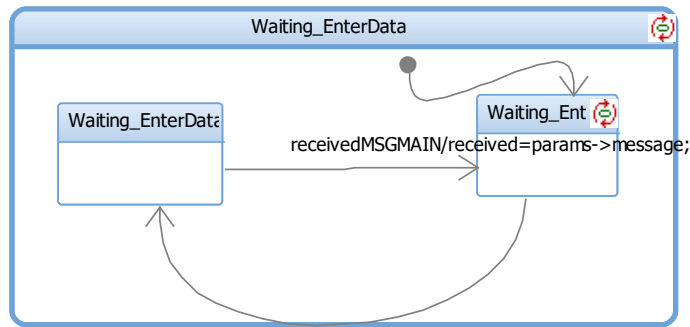 Waiting_EnterData
Waiting_EnterData
Waiting_Ent
receivedMSGMAIN/received=params->message;